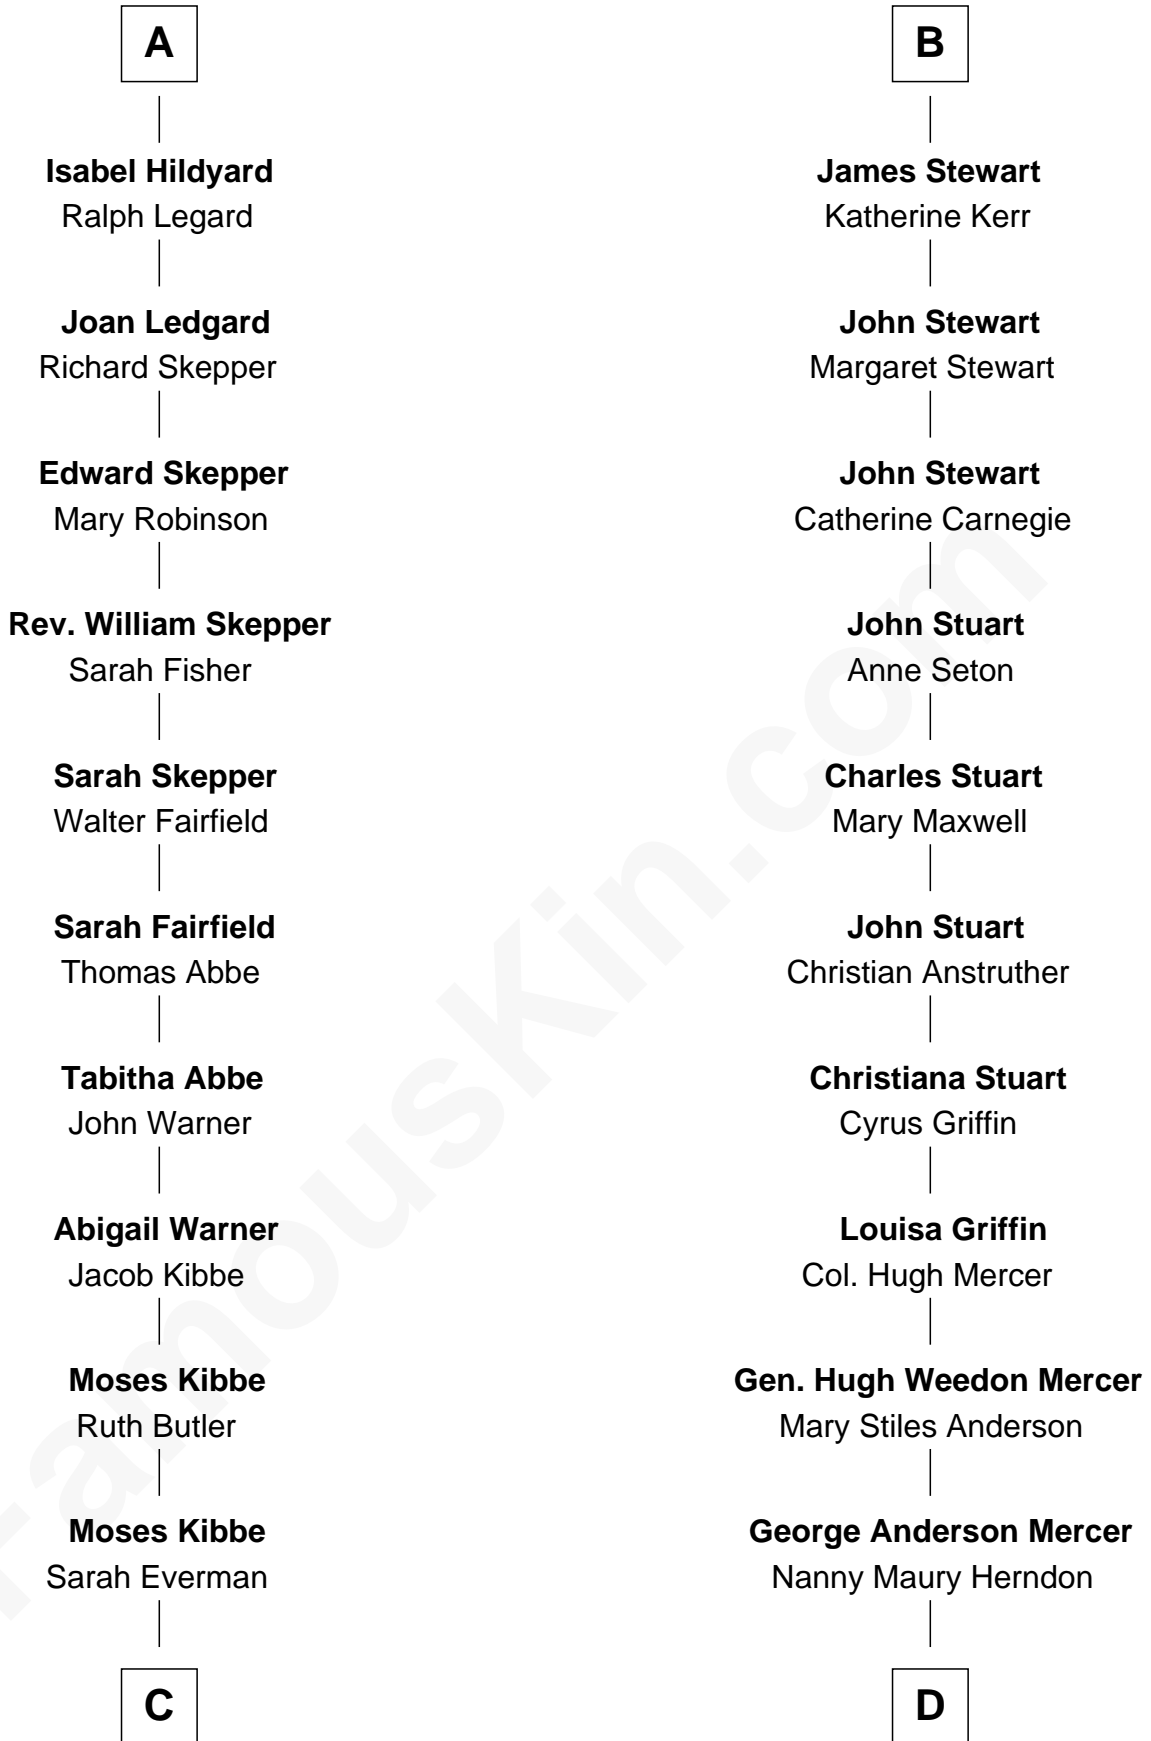 A
Isabel Hildyard
Ralph Legard
Joan Ledgard
Richard Skepper
Edward Skepper
Mary Robinson
Rev. William Skepper
Sarah Fisher
Sarah Skepper
Walter Fairfield
Sarah Fairfield
Thomas Abbe
Tabitha Abbe
John Warner
Abigail Warner
Jacob Kibbe
Moses Kibbe
Ruth Butler
Moses Kibbe
Sarah Everman
C
B
James Stewart
Katherine Kerr
John Stewart
Margaret Stewart
John Stewart
Catherine Carnegie
John Stuart
Anne Seton
Charles Stuart
Mary Maxwell
John Stuart
Christian Anstruther
Christiana Stuart
Cyrus Griffin
Louisa Griffin
Col. Hugh Mercer
Gen. Hugh Weedon Mercer
Mary Stiles Anderson
George Anderson Mercer
Nanny Maury Herndon
D
FamousKin.com